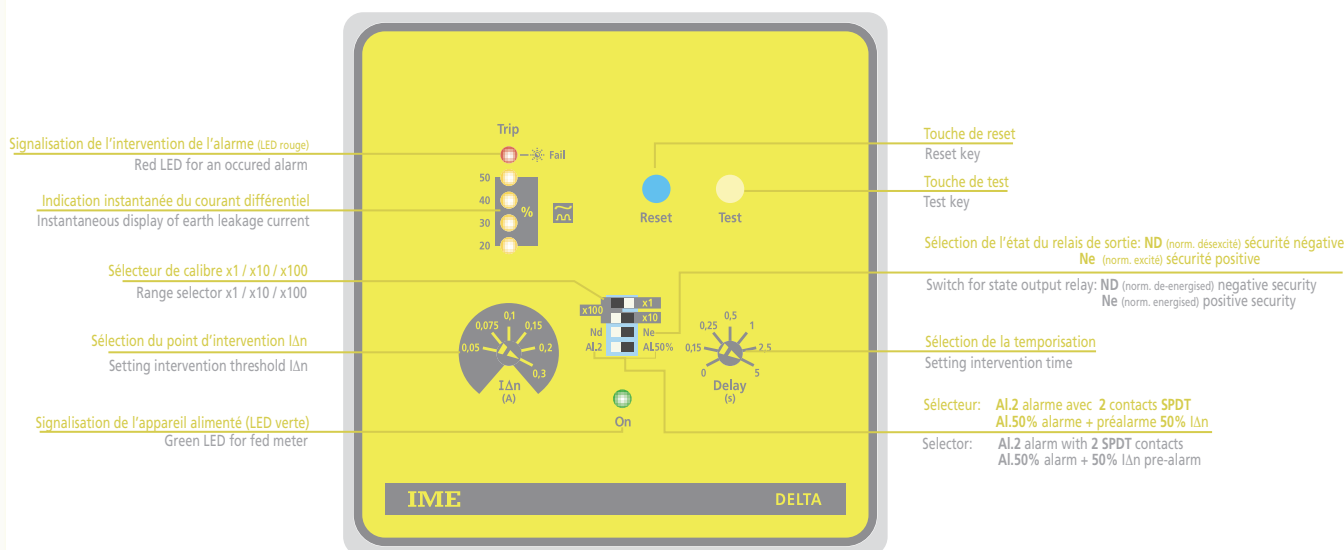 Signalisation de l'intervention de l'alarme (LED rouge)
Red LED for an occured alarm
Indication instantanée du courant différentiel
Instantaneous display of earth leakage current
Sélecteur de calibre x1 / x10 / x100
Range selector x1 / x10 / x100
Sélection du point d'intervention IΔn
Setting intervention threshold IΔn
Signalisation de l'appareil alimenté (LED verte)
Green LED for fed meter
Trip
Fail
50
40
30
20
%
Reset
Test
x100
x1
x10
Nd
Ne
Al.2
Al.50%
0,05
0,075
0,1
0,15
0,2
0,3
IΔn
(A)
0
0,15
0,25
0,5
1
2.5
5
Delay
(s)
On
IME
DELTA
Touche de reset
Reset key
Touche de test
Test key
Sélection de l'état du relais de sortie: ND (norm. désexcité) sécurité négative
Ne (norm. excité) sécurité positive
Switch for state output relay: ND (norm. de-energised) negative security
Ne (norm. energised) positive security
Sélection de la temporisation
Setting intervention time
Sélecteur: Al.2 alarme avec 2 contacts SPDT
Al.50% alarme + préalarme 50% IΔn
Selector: Al.2 alarm with 2 SPDT contacts
Al.50% alarm + 50% IΔn pre-alarm